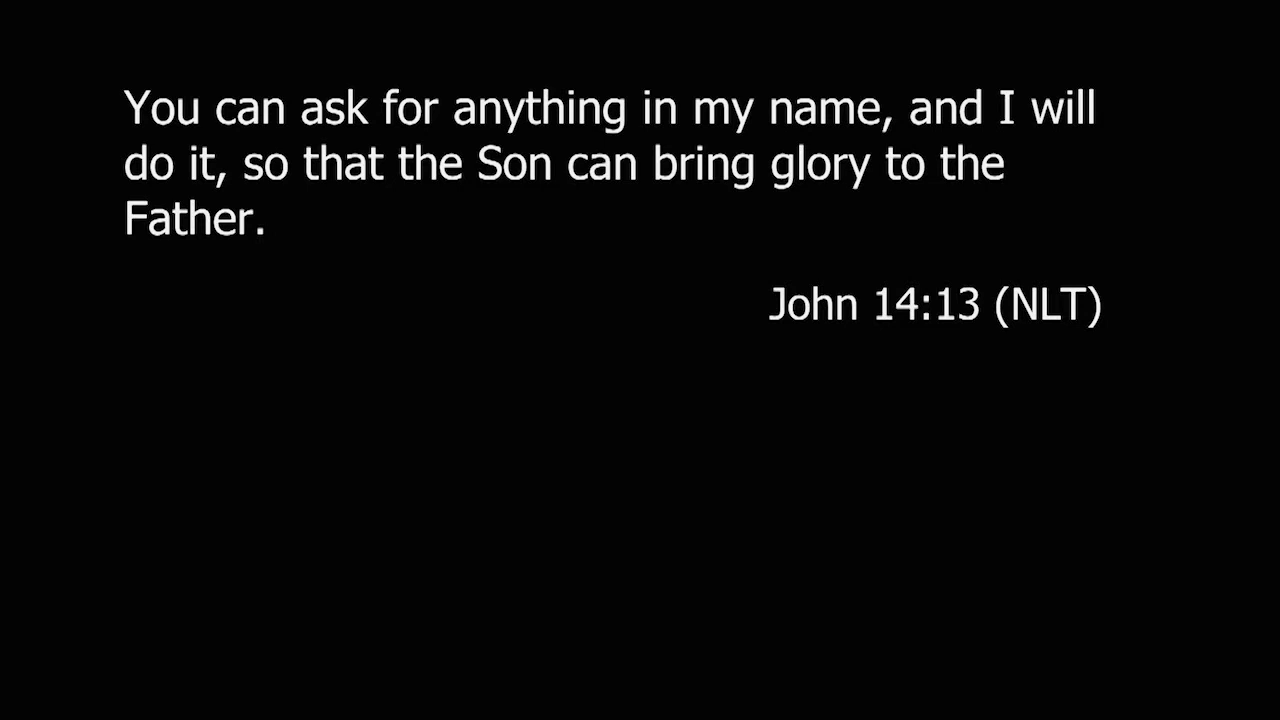 You can ask for anything in my name, and I will
do it, so that the Son can bring glory to the
Father.
John 14:13 (NLT)